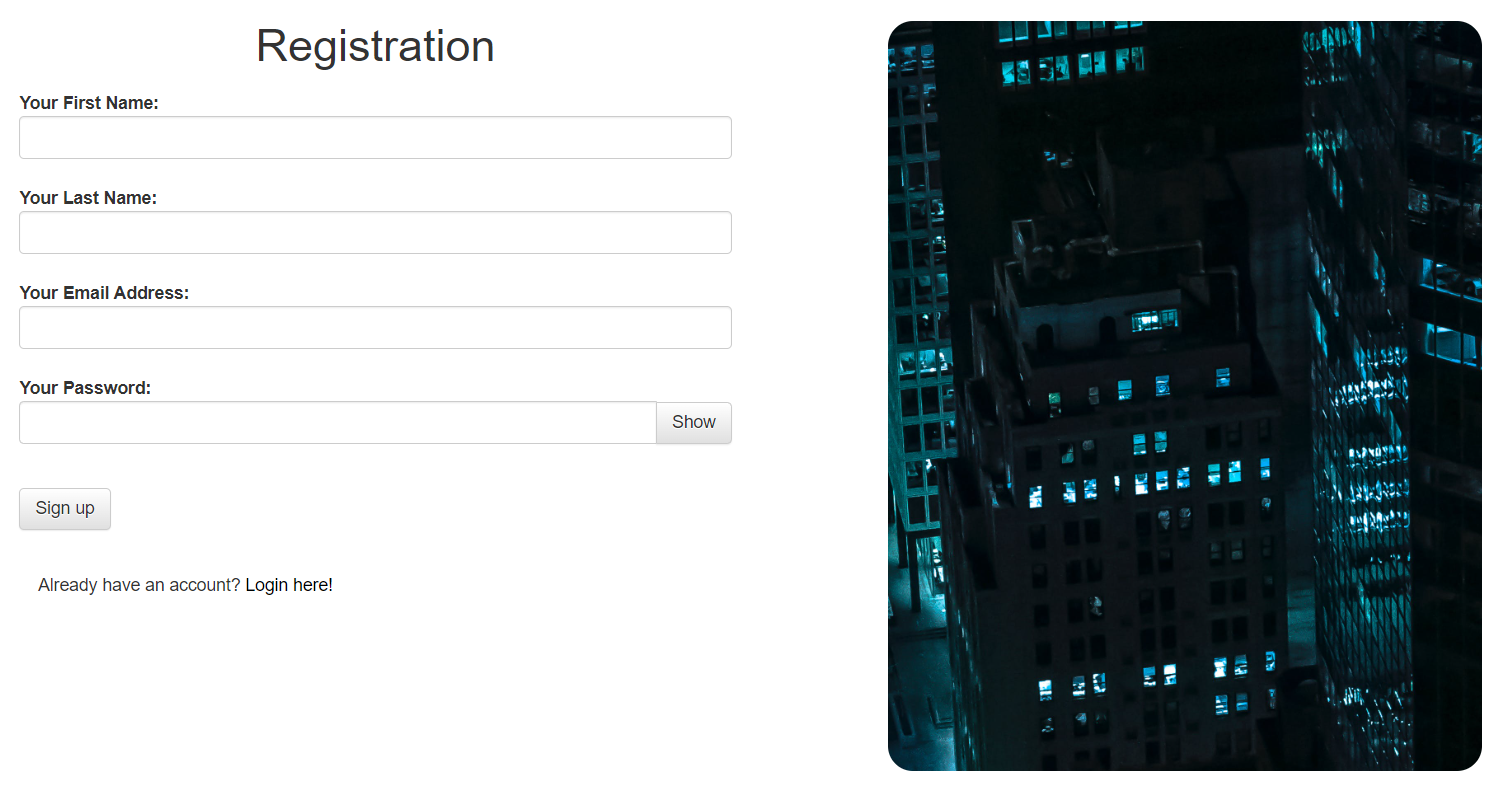 Registration
Your First Name:
Your Last Name:
Your Email Address:
Your Password:
Show
Sign up
Already have an account? Login here!